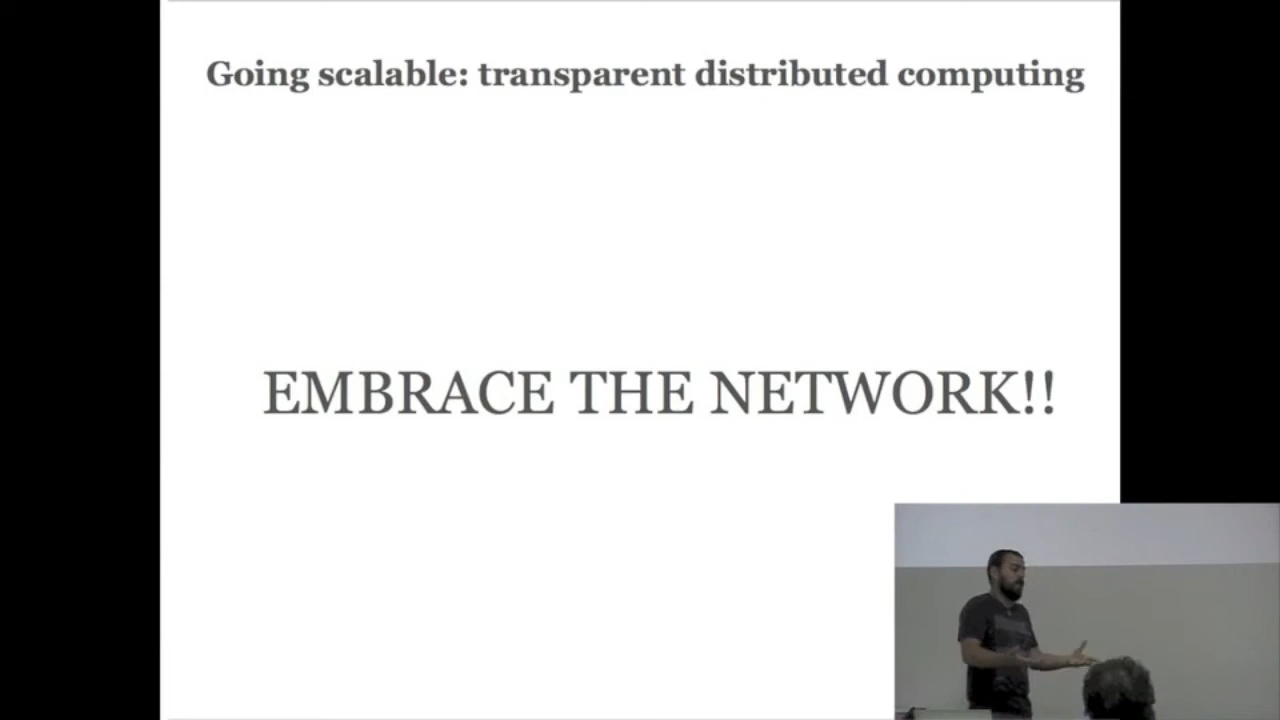 Going scalable: transparent distributed computing
EMBRACE THE NETWORK!!